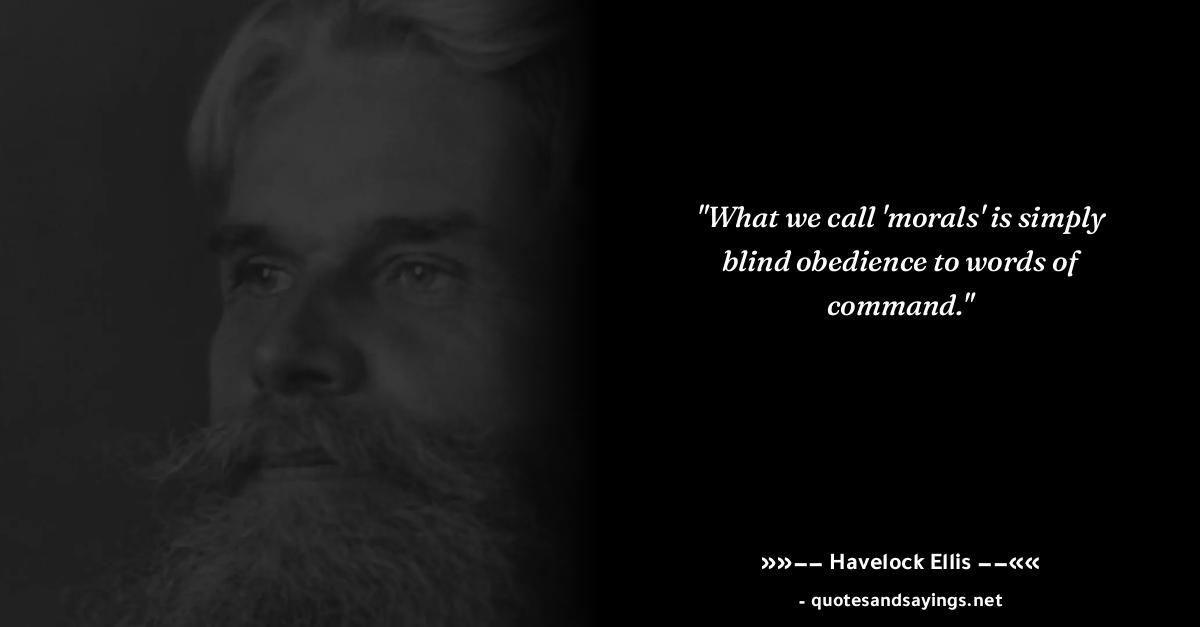 "What we call 'morals' is simply
blind obedience to words of
command."
»»–– Havelock Ellis ––««
- quotesandsayings.net